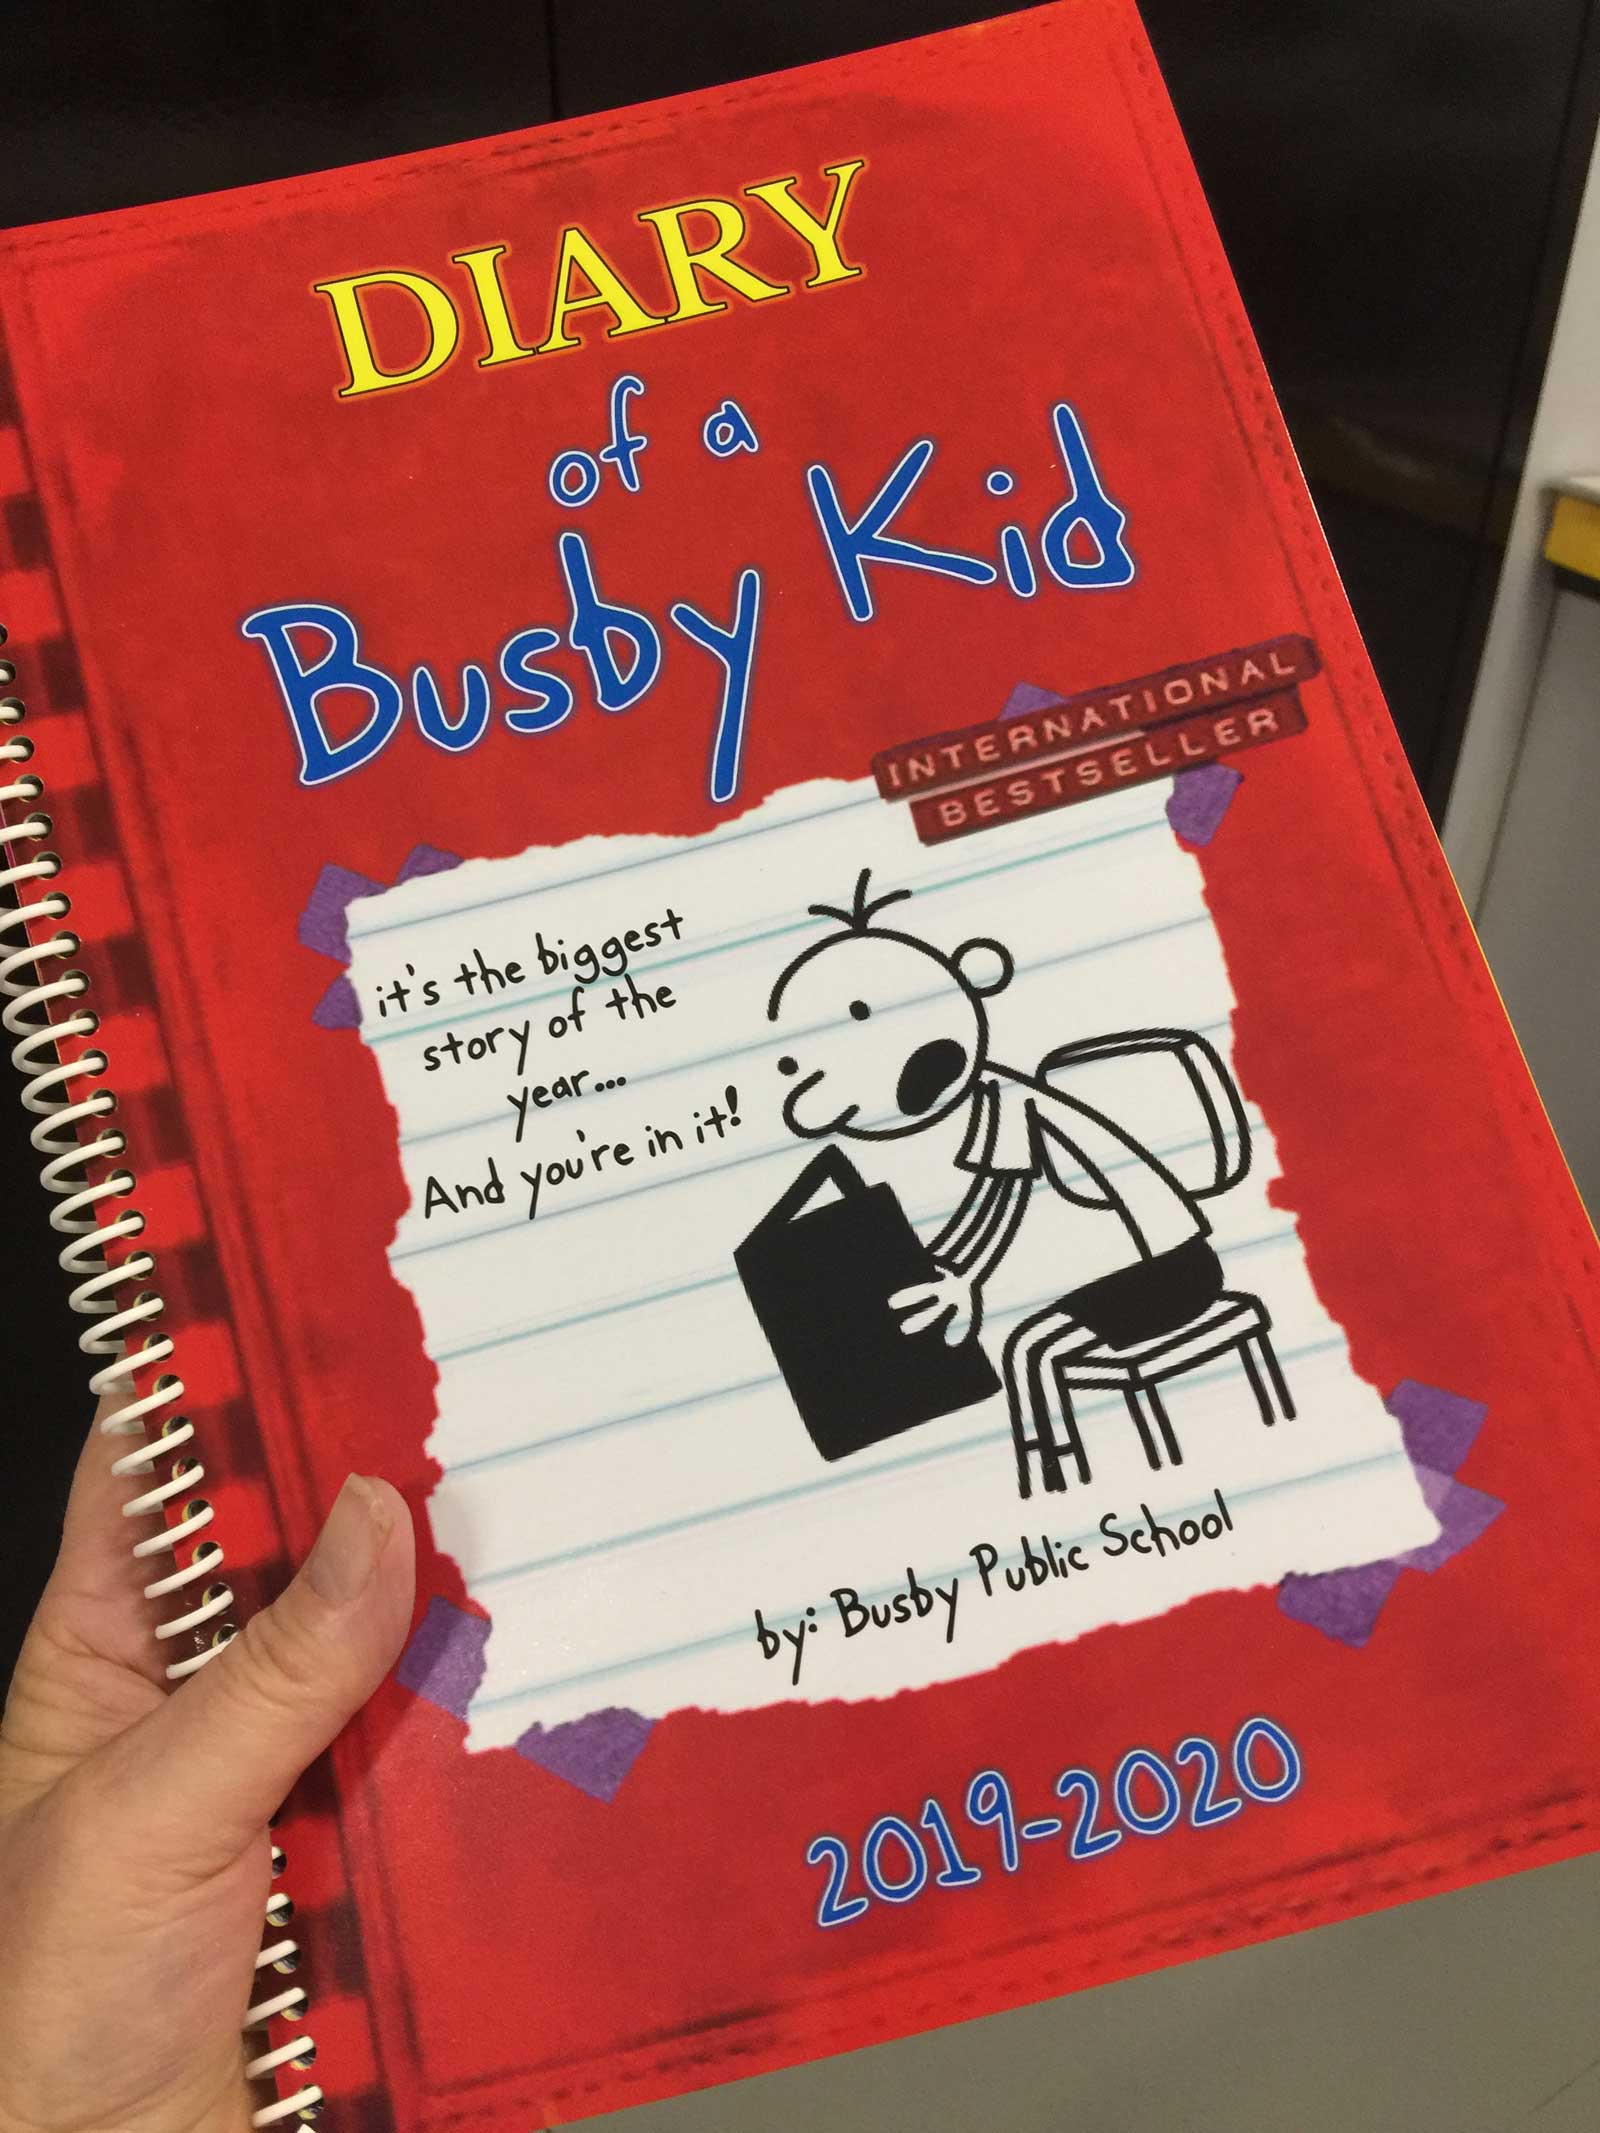 DIARY
of a
Busby Kid
INTERNATIONAL
BESTSELLER
it's the biggest
story of the
year...
And you're in it!
by: Busby Public School
2019-2020